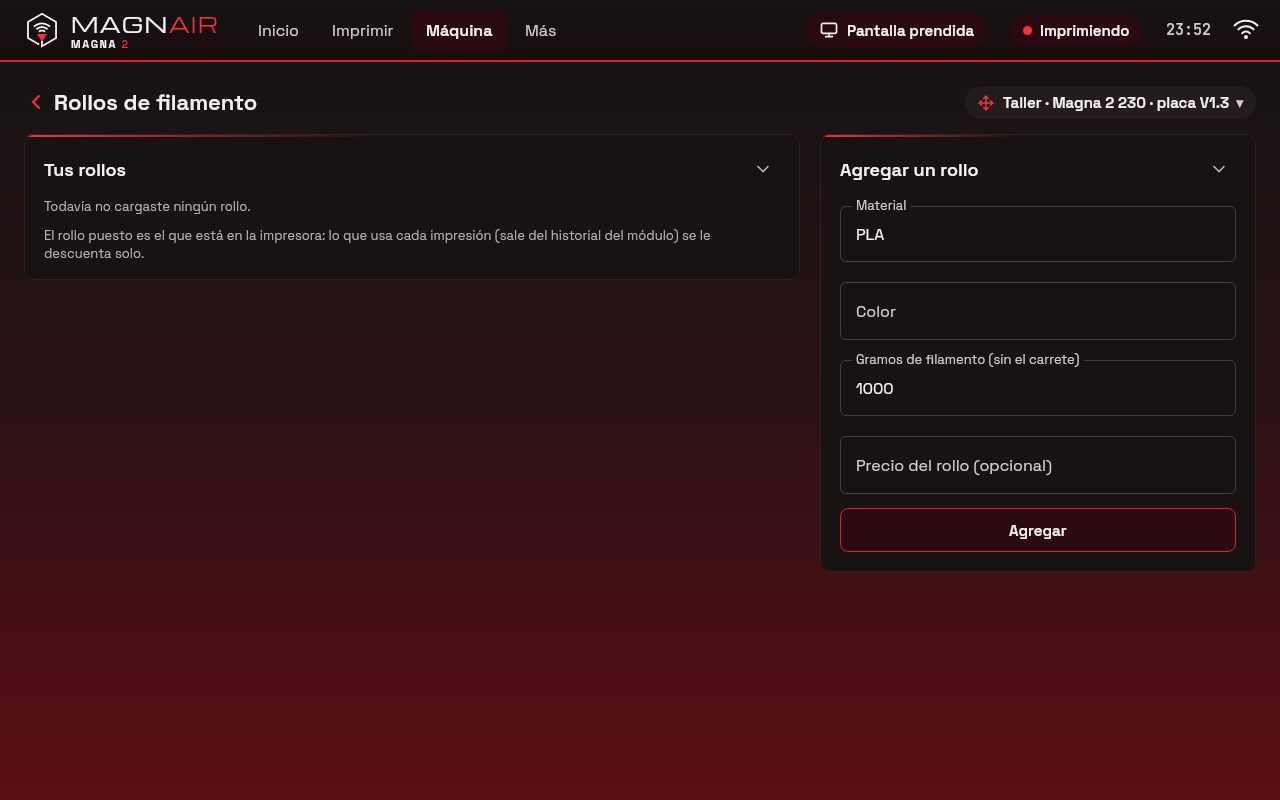 MAGNAIR
MAGNA 2
Inicio
Imprimir
Máquina
Más
Pantalla prendida
Imprimiendo
23:52
Rollos de filamento
Taller · Magna 2 230 · placa V1.3 ▾
Tus rollos
Todavía no cargaste ningún rollo.
El rollo puesto es el que está en la impresora: lo que usa cada impresión (sale del historial del módulo) se le
descuenta solo.
Agregar un rollo
Material
PLA
Color
Gramos de filamento (sin el carrete)
1000
Precio del rollo (opcional)
Agregar